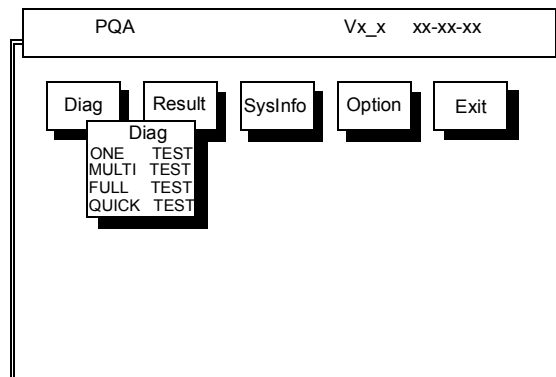 PQA Vx_x xx-xx-xx
Diag Result SysInfo Option Exit
Diag
ONE TEST
MULTI TEST
FULL TEST
QUICK TEST